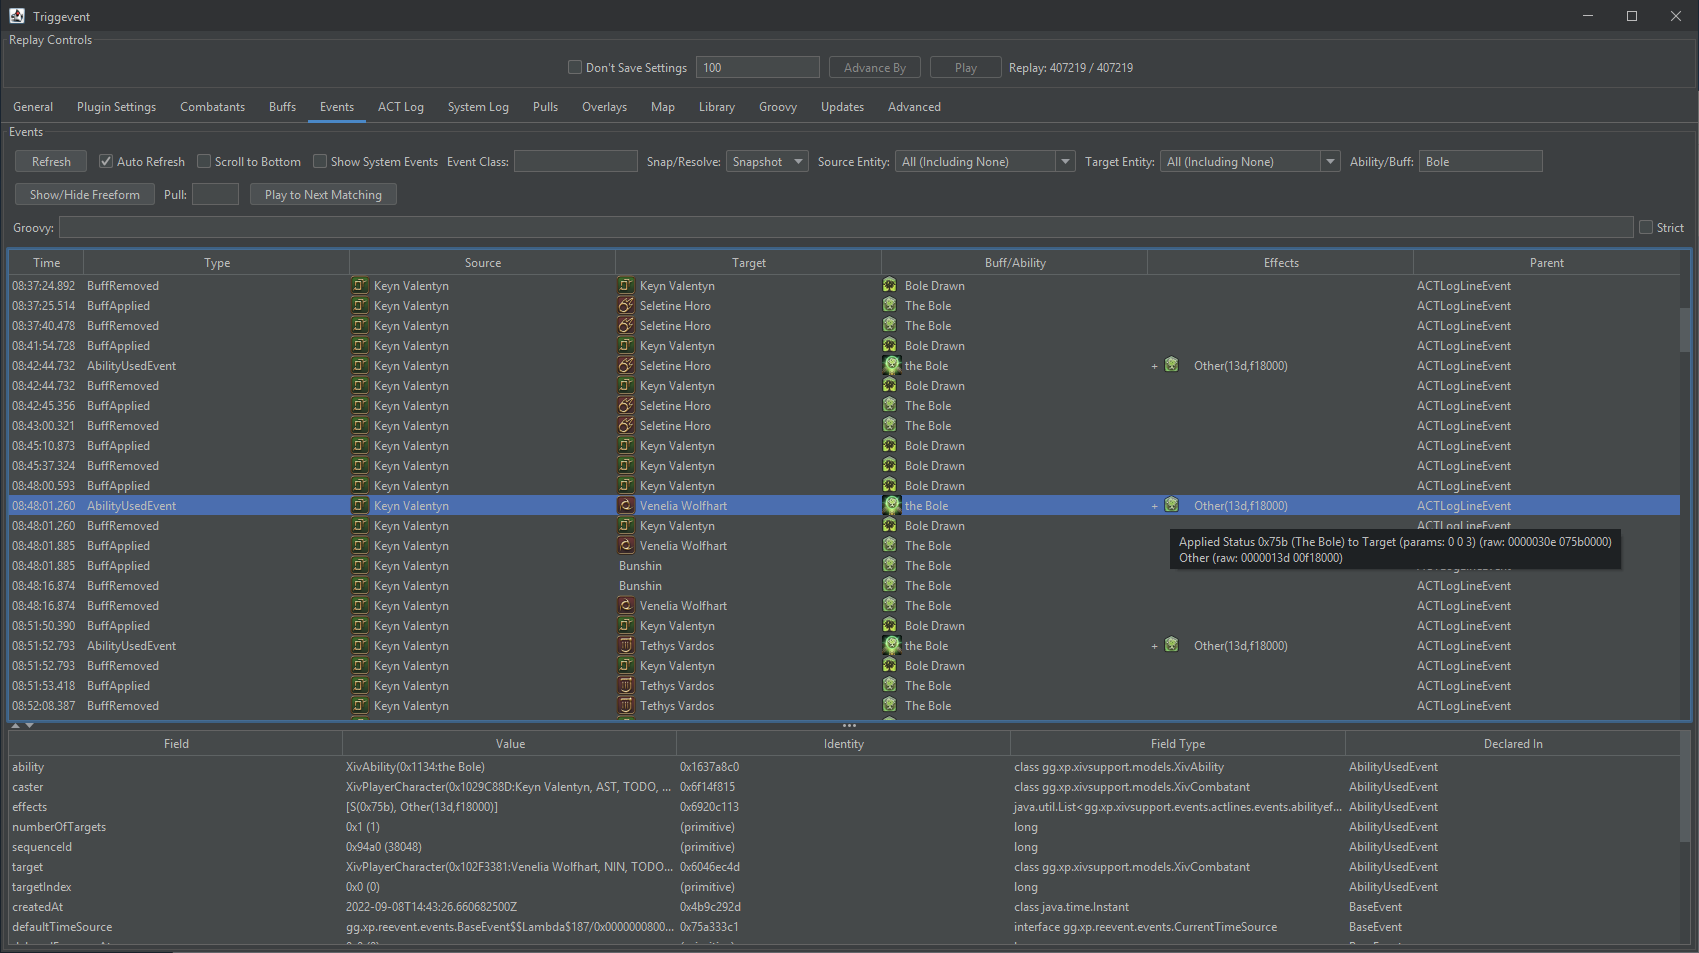 Triggevent
Replay Controls
Don't Save Settings 100 Advance By Play Replay: 407219 / 407219
General Plugin Settings Combatants Buffs Events ACT Log System Log Pulls Overlays Map Library Groovy Updates Advanced
Events
Refresh Auto Refresh Scroll to Bottom Show System Events Event Class: Snap/Resolve: Snapshot Source Entity: All (Including None) Target Entity: All (Including None) Ability/Buff: Bole
Show/Hide Freeform Pull: Play to Next Matching
Groovy: Strict
Time Type Source Target Buff/Ability Effects Parent
08:37:24.892 BuffRemoved Keyn Valentyn Keyn Valentyn Bole Drawn ACTLogLineEvent
08:37:25.514 BuffApplied Keyn Valentyn Seletine Horo The Bole ACTLogLineEvent
08:37:40.478 BuffRemoved Keyn Valentyn Seletine Horo The Bole ACTLogLineEvent
08:41:54.728 BuffApplied Keyn Valentyn Keyn Valentyn Bole Drawn ACTLogLineEvent
08:42:44.732 AbilityUsedEvent Keyn Valentyn Seletine Horo the Bole + Other(13d,f18000) ACTLogLineEvent
08:42:44.732 BuffRemoved Keyn Valentyn Keyn Valentyn Bole Drawn ACTLogLineEvent
08:42:45.356 BuffApplied Keyn Valentyn Seletine Horo The Bole ACTLogLineEvent
08:43:00.321 BuffRemoved Keyn Valentyn Seletine Horo The Bole ACTLogLineEvent
08:45:10.873 BuffApplied Keyn Valentyn Keyn Valentyn Bole Drawn ACTLogLineEvent
08:45:37.324 BuffRemoved Keyn Valentyn Keyn Valentyn Bole Drawn ACTLogLineEvent
08:48:00.593 BuffApplied Keyn Valentyn Keyn Valentyn Bole Drawn ACTLogLineEvent
08:48:01.260 AbilityUsedEvent Keyn Valentyn Venelia Wolfhart the Bole + Other(13d,f18000) ACTLogLineEvent
08:48:01.260 BuffRemoved Keyn Valentyn Keyn Valentyn Bole Drawn ACTLogLineEvent
08:48:01.885 BuffApplied Keyn Valentyn Venelia Wolfhart The Bole Applied Status 0x75b (The Bole) to Target (params: 0 0 3) (raw: 0000030e 075b0000)
Other (raw: 0000013d 00f18000)
08:48:01.885 BuffApplied Keyn Valentyn Bunshin The Bole ACTLogLineEvent
08:48:16.874 BuffRemoved Keyn Valentyn Bunshin The Bole ACTLogLineEvent
08:48:16.874 BuffRemoved Keyn Valentyn Venelia Wolfhart The Bole ACTLogLineEvent
08:51:50.390 BuffApplied Keyn Valentyn Keyn Valentyn Bole Drawn ACTLogLineEvent
08:51:52.793 AbilityUsedEvent Keyn Valentyn Tethys Vardos the Bole + Other(13d,f18000) ACTLogLineEvent
08:51:52.793 BuffRemoved Keyn Valentyn Keyn Valentyn Bole Drawn ACTLogLineEvent
08:51:53.418 BuffApplied Keyn Valentyn Tethys Vardos The Bole ACTLogLineEvent
08:52:08.387 BuffRemoved Keyn Valentyn Tethys Vardos The Bole ACTLogLineEvent
Field Value Identity Field Type Declared In
ability XivAbility(0x1134:the Bole) 0x1637a8c0 class gg.xp.xivsupport.models.XivAbility AbilityUsedEvent
caster XivPlayerCharacter(0x1029C88D:Keyn Valentyn, AST, TODO, ... 0x6f14f815 class gg.xp.xivsupport.models.XivCombatant AbilityUsedEvent
effects [S(0x75b), Other(13d,f18000)] 0x6920c113 java.util.List<gg.xp.xivsupport.events.actlines.events.abilityef... AbilityUsedEvent
numberOfTargets 0x1 (1) (primitive) long AbilityUsedEvent
sequenceId 0x94a0 (38048) (primitive) long AbilityUsedEvent
target XivPlayerCharacter(0x102F3381:Venelia Wolfhart, NIN, TODO... 0x6046ec4d class gg.xp.xivsupport.models.XivCombatant AbilityUsedEvent
targetIndex 0x0 (0) (primitive) long AbilityUsedEvent
createdAt 2022-09-08T14:43:26.660682500Z 0x4b9c292d class java.time.Instant BaseEvent
defaultTimeSource gg.xp.reevent.events.BaseEvent$$Lambda$187/0x0000000800... 0x75a333c1 interface gg.xp.reevent.events.CurrentTimeSource BaseEvent